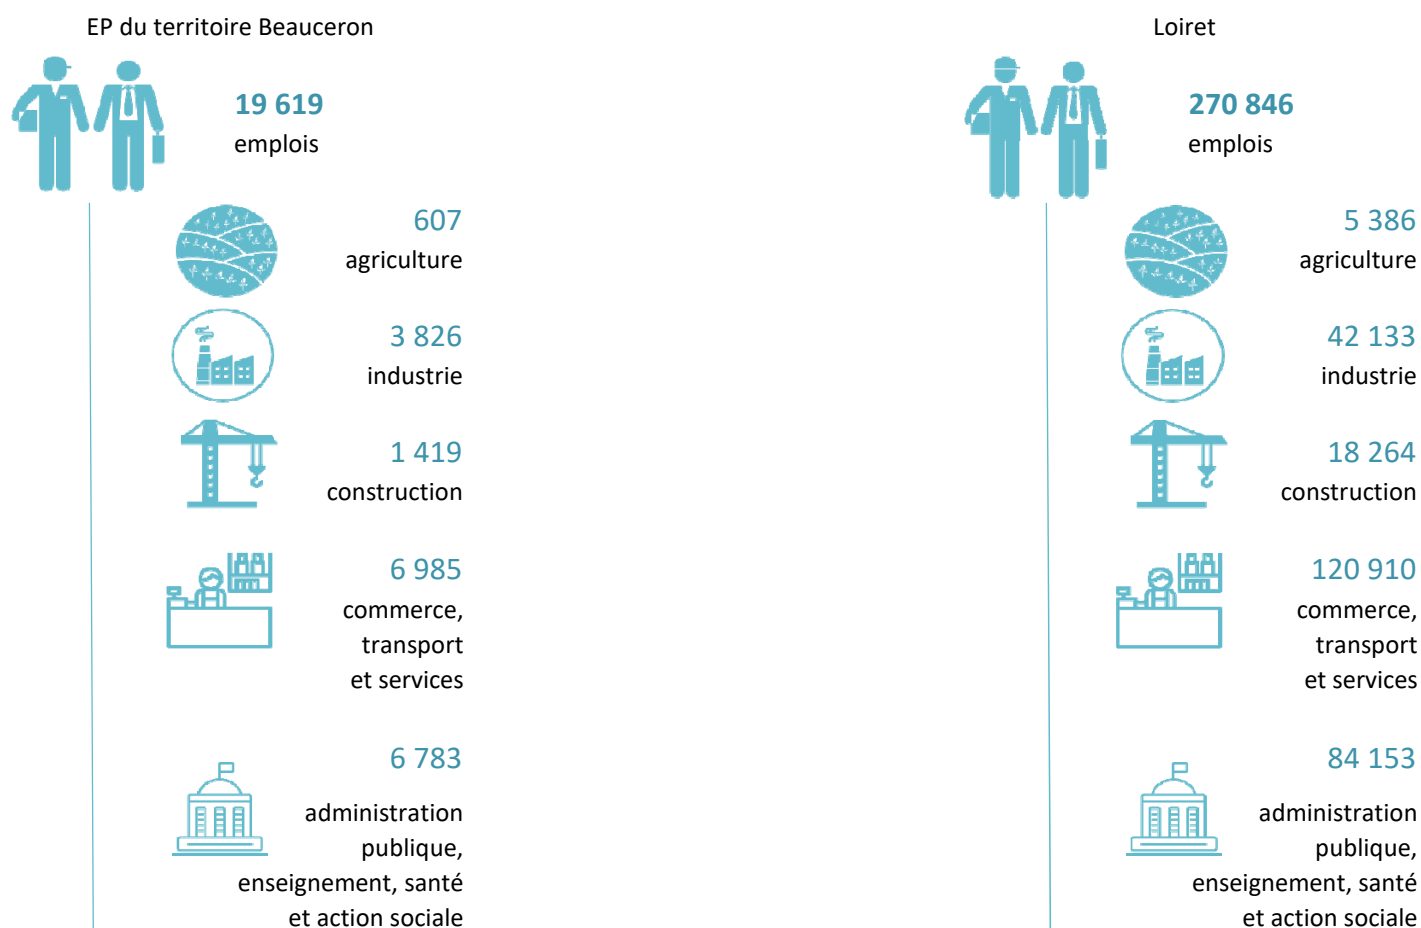 EP du territoire Beauceron
19 619
emplois
607
agriculture
3 826
industrie
1 419
construction
6 985
commerce,
transport
et services
6 783
administration
publique,
enseignement, santé
et action sociale
Loiret
270 846
emplois
5 386
agriculture
42 133
industrie
18 264
construction
120 910
commerce,
transport
et services
84 153
administration
publique,
enseignement, santé
et action sociale